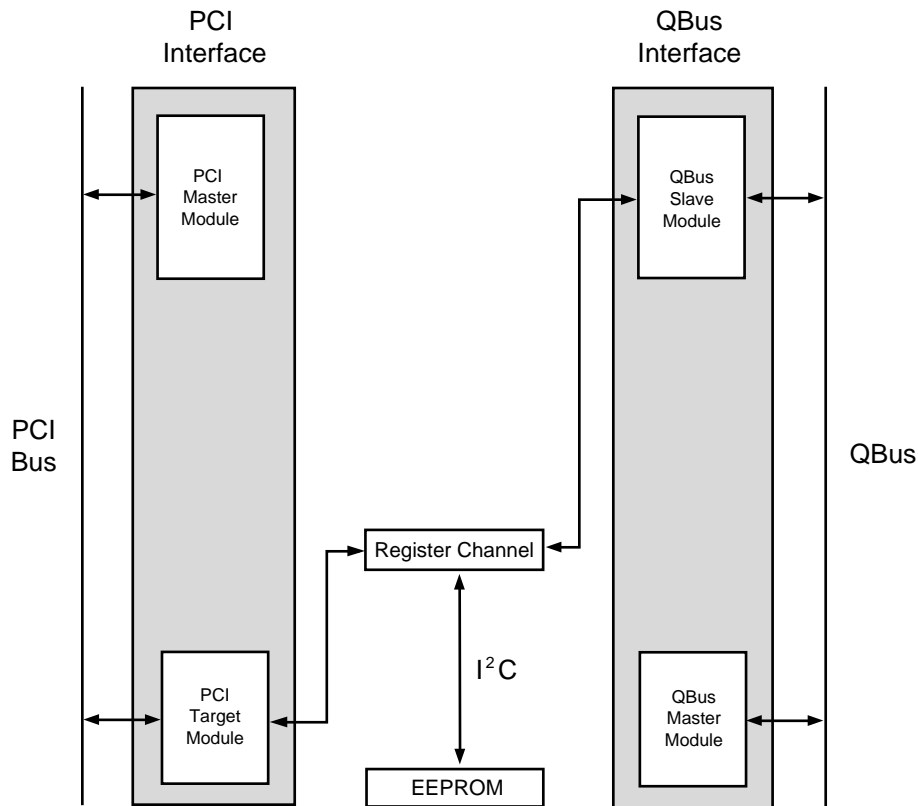 PCI
Interface
QBus
Interface
PCI
Master
Module
QBus
Slave
Module
PCI
Bus
QBus
Register Channel
I²C
PCI
Target
Module
QBus
Master
Module
EEPROM